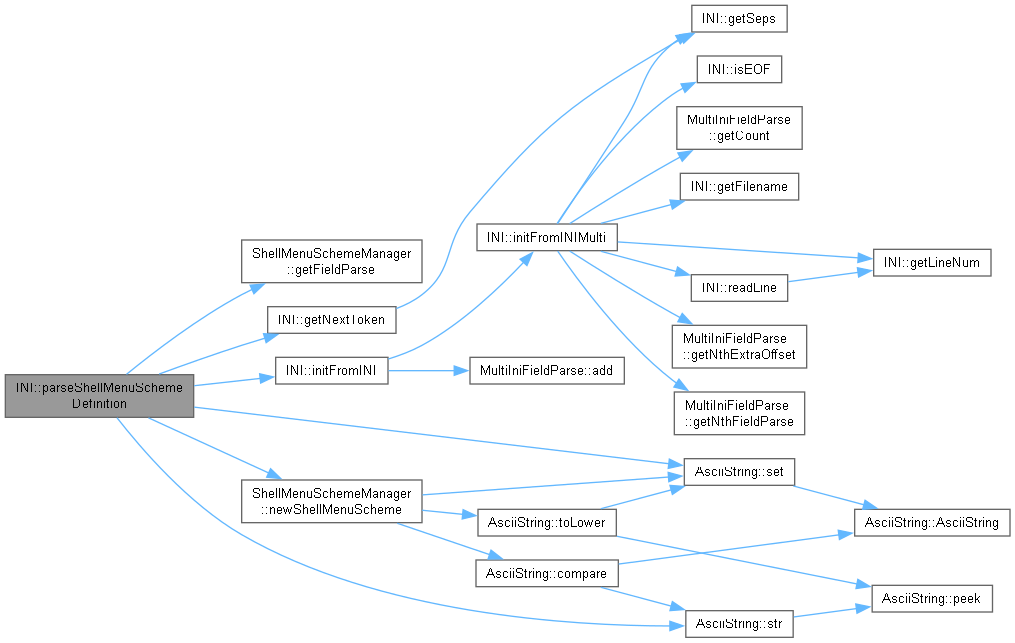 INI::getSeps
INI::isEOF
MultiIniFieldParse
::getCount
INI::getFilename
INI::initFromINIMulti
ShellMenuSchemeManager
::getFieldParse
INI::getLineNum
INI::readLine
INI::getNextToken
MultiIniFieldParse
::getNthExtraOffset
INI::initFromINI
MultiIniFieldParse::add
INI::parseShellMenuScheme
Definition
MultiIniFieldParse
::getNthFieldParse
AsciiString::set
ShellMenuSchemeManager
::newShellMenuScheme
AsciiString::toLower
AsciiString::AsciiString
AsciiString::compare
AsciiString::peek
AsciiString::str